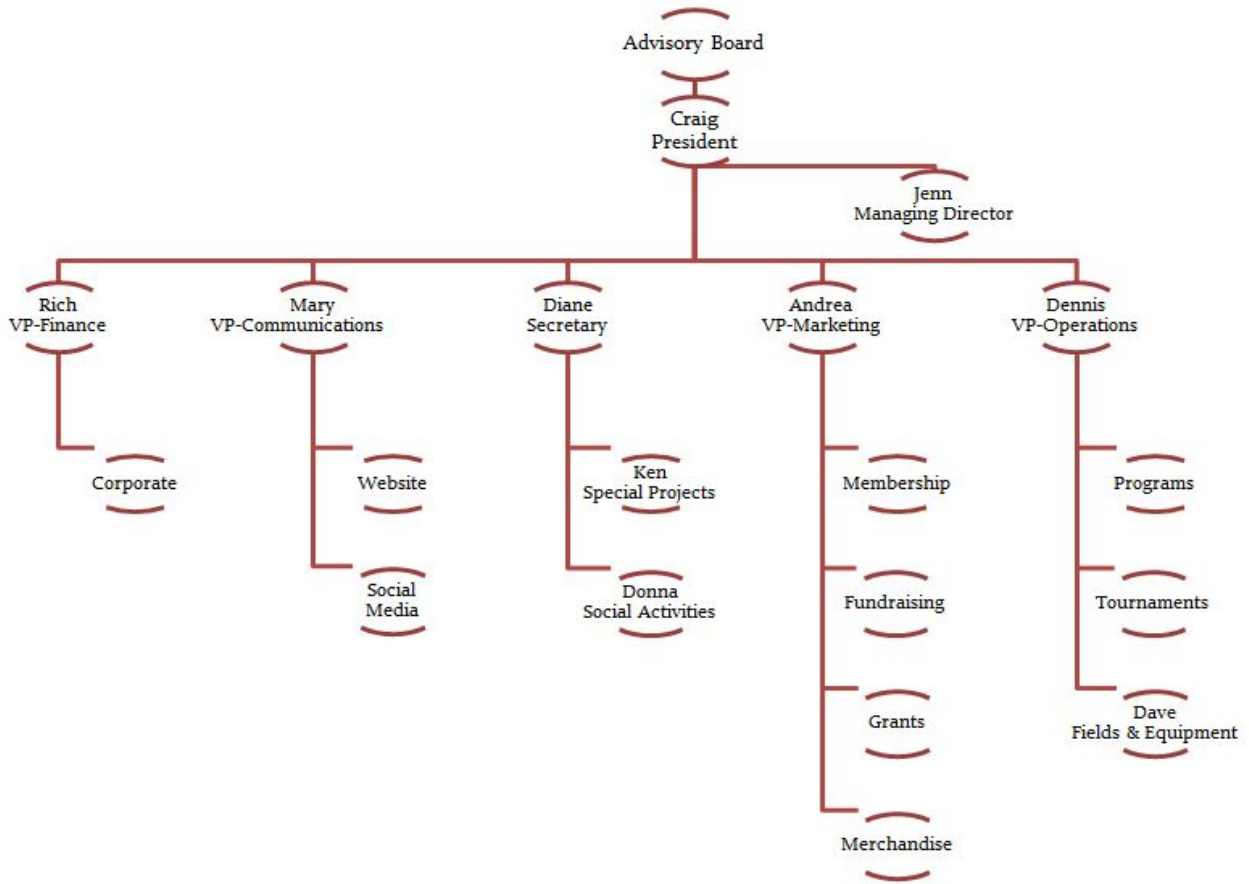 Advisory Board
Craig
President
Jenn
Managing Director
Rich
VP-Finance
Mary
VP-Communications
Diane
Secretary
Andrea
VP-Marketing
Dennis
VP-Operations
Corporate
Website
Social
Media
Ken
Special Projects
Donna
Social Activities
Membership
Fundraising
Grants
Merchandise
Programs
Tournaments
Dave
Fields & Equipment